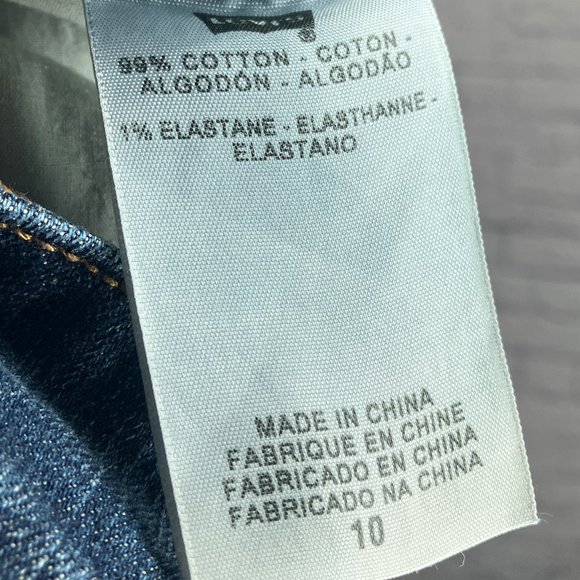 99% COTTON - COTON -
ALGODÓN - ALGODÃO
1% ELASTANE - ELASTHANNE -
ELASTANO
MADE IN CHINA
FABRIQUE EN CHINE
FABRICADO EN CHINA
FABRICADO NA CHINA
10